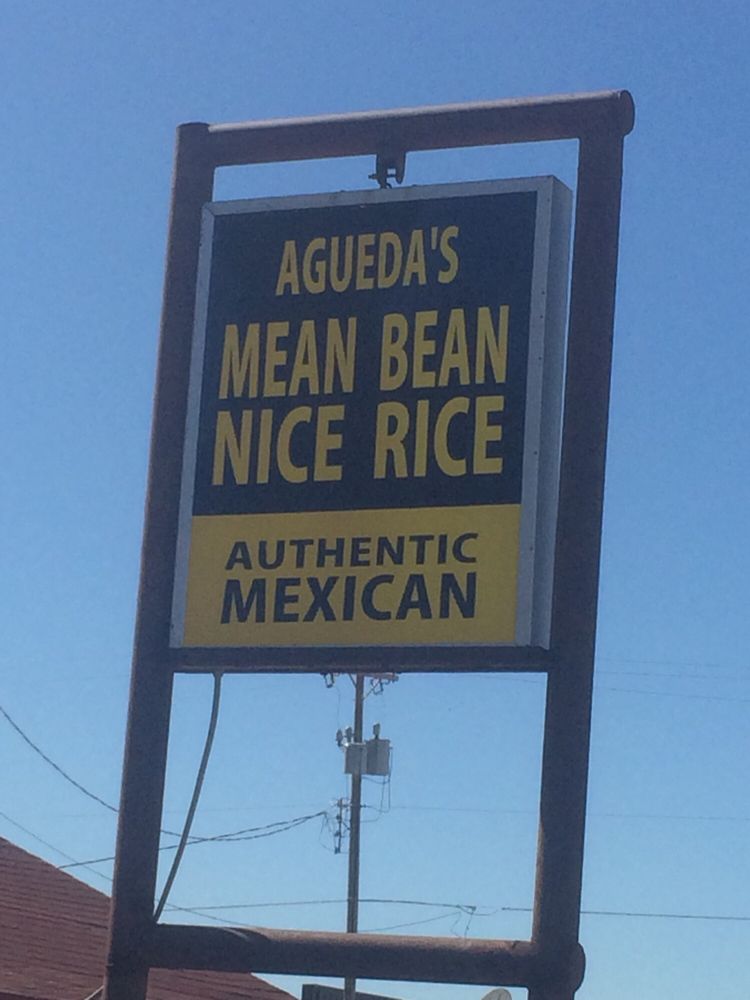 AGUEDA'S
MEAN BEAN
NICE RICE
AUTHENTIC
MEXICAN